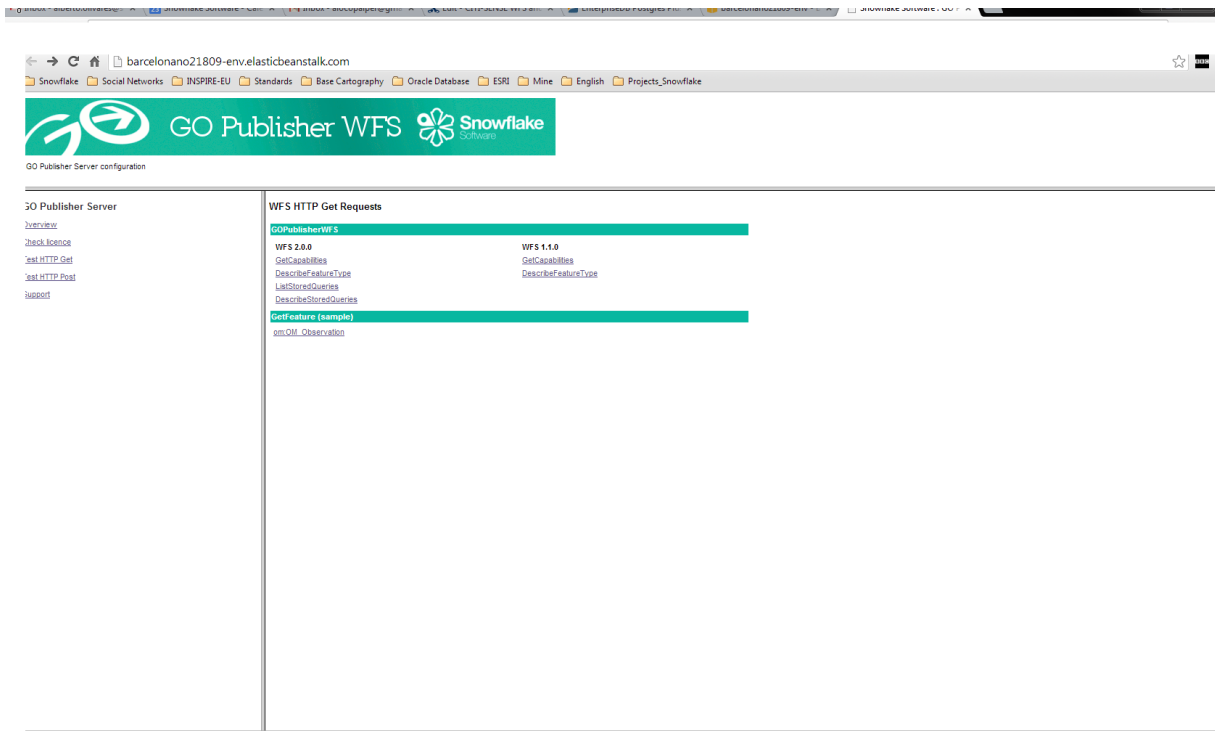 barcelonano21809-env.elasticbeanstalk.com
Snowflake Social Networks INSPIRE-EU Standards Base Cartography Oracle Database ESRI Mine English Projects_Snowflake
GO Publisher WFS Snowflake
Software
GO Publisher Server configuration
GO Publisher Server
Overview
Check licence
Test HTTP Get
Test HTTP Post
Support
WFS HTTP Get Requests
GOPublisherWFS
WFS 2.0.0 WFS 1.1.0
GetCapabilities GetCapabilities
DescribeFeatureType DescribeFeatureType
ListStoredQueries
DescribeStoredQueries
GetFeature (sample)
om:OM_Observation